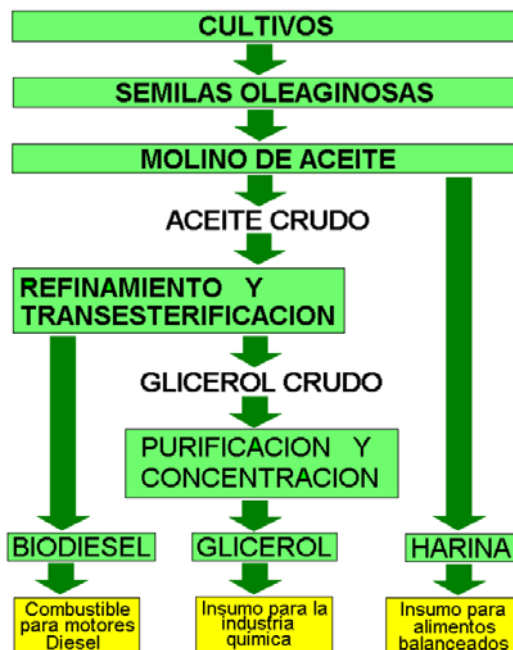 CULTIVOS
SEMILAS OLEAGINOSAS
MOLINO DE ACEITE
ACEITE CRUDO
REFINAMIENTO Y
TRANSESTERIFICACION
GLICEROL CRUDO
PURIFICACION Y
CONCENTRACION
BIODIESEL
GLICEROL
HARINA
Combustible
para motores
Diesel
Insumo para la
industria
química
Insumo para
alimentos
balanceados